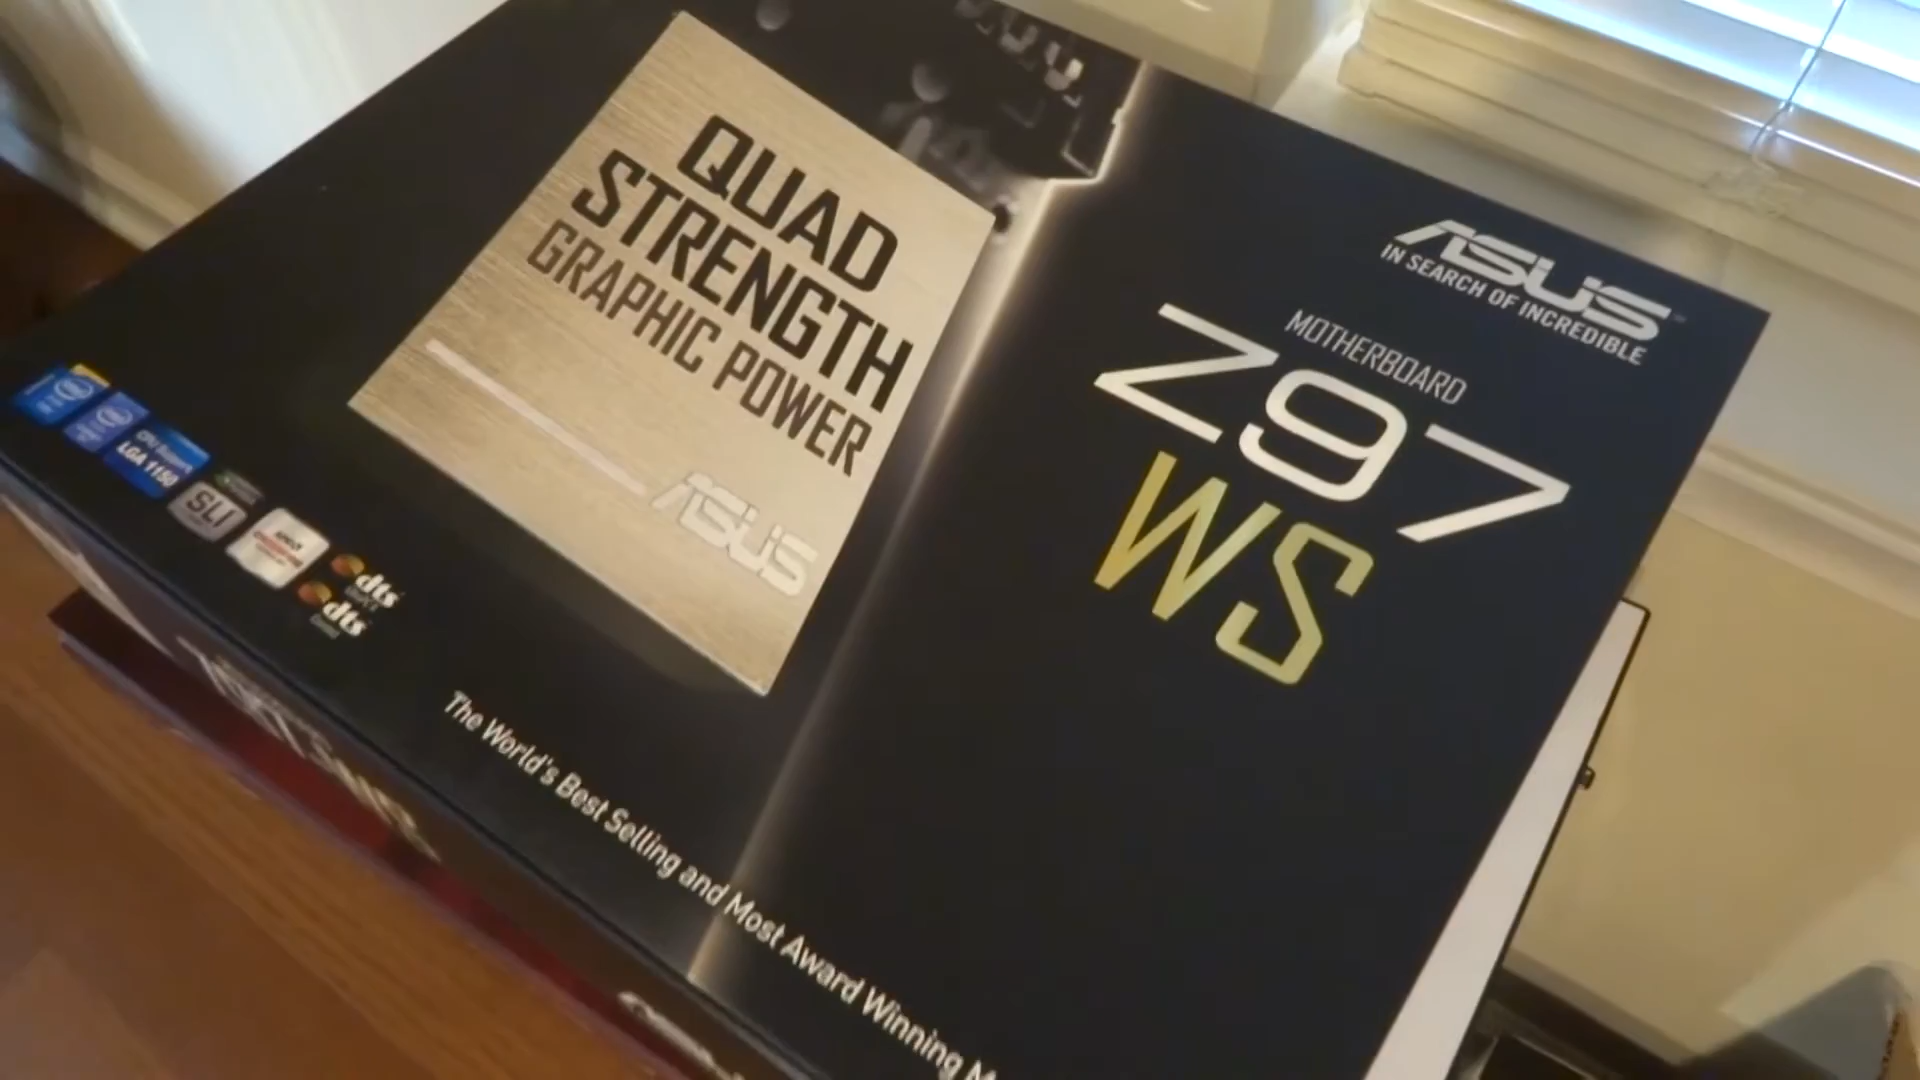 QUAD
STRENGTH
GRAPHIC POWER
ASUS
ASUS
IN SEARCH OF INCREDIBLE
MOTHERBOARD
Z97
WS
LGA 1150
SLI
dts
dts
The World's Best Selling and Most Award Winning M